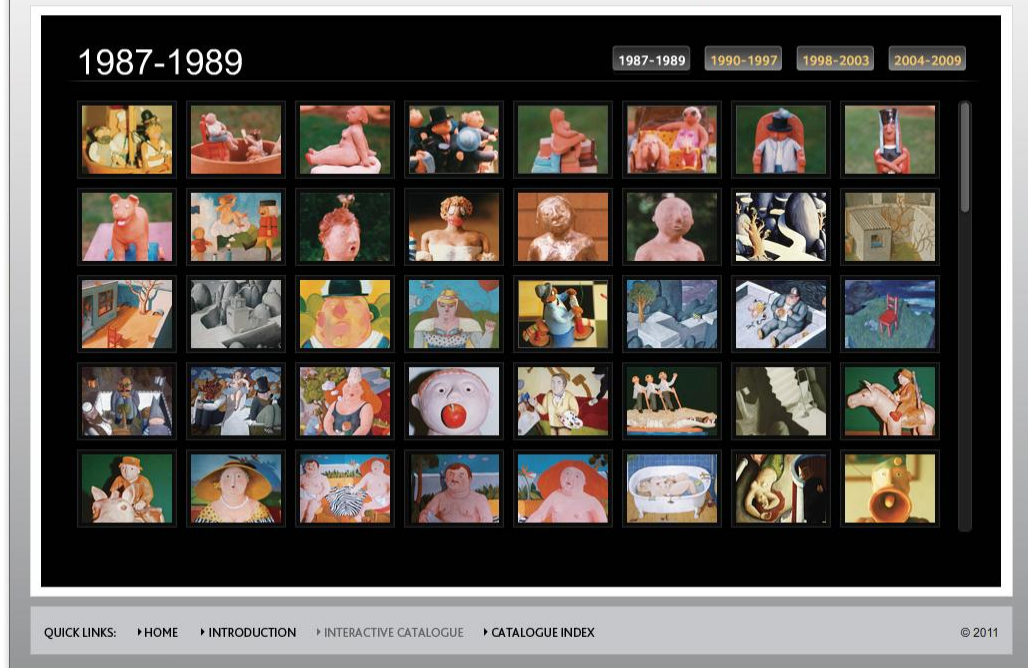 1987-1989
1987-1989 1990-1997 1998-2003 2004-2009
QUICK LINKS: HOME INTRODUCTION INTERACTIVE CATALOGUE CATALOGUE INDEX © 2011